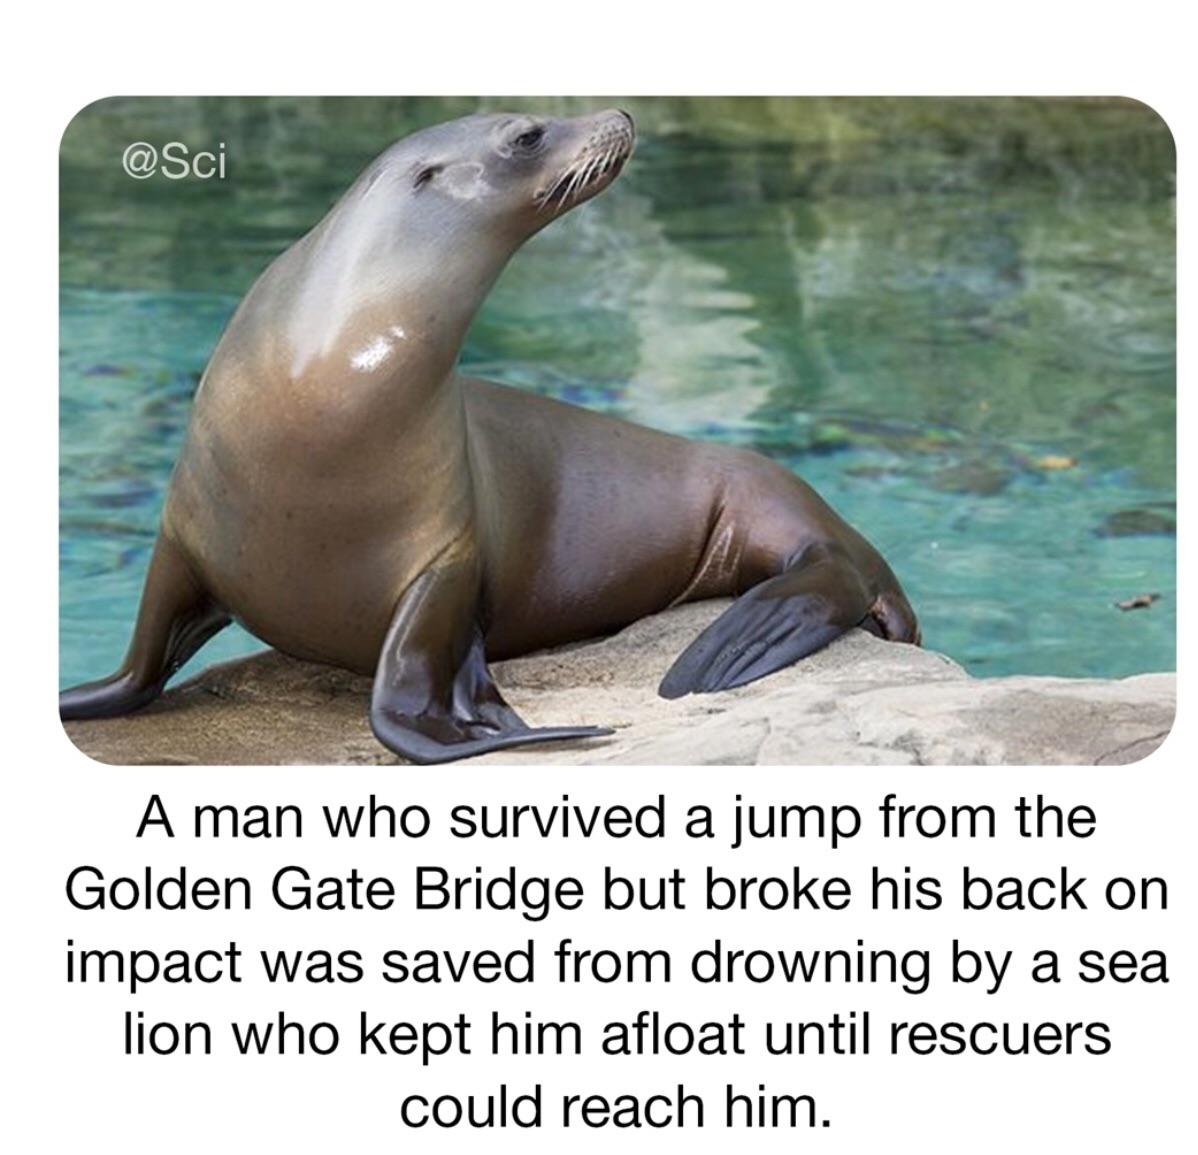 @Sci
A man who survived a jump from the
Golden Gate Bridge but broke his back on
impact was saved from drowning by a sea
lion who kept him afloat until rescuers
could reach him.